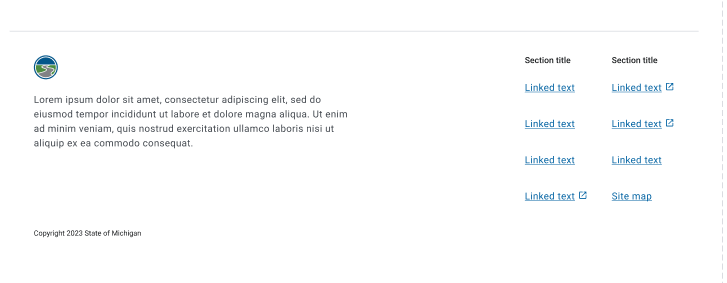 Lorem ipsum dolor sit amet, consectetur adipiscing elit, sed do
eiusmod tempor incididunt ut labore et dolore magna aliqua. Ut enim
ad minim veniam, quis nostrud exercitation ullamco laboris nisi ut
aliquip ex ea commodo consequat.
Section title
Linked text
Linked text
Linked text
Linked text
Section title
Linked text
Linked text
Linked text
Site map
Copyright 2023 State of Michigan